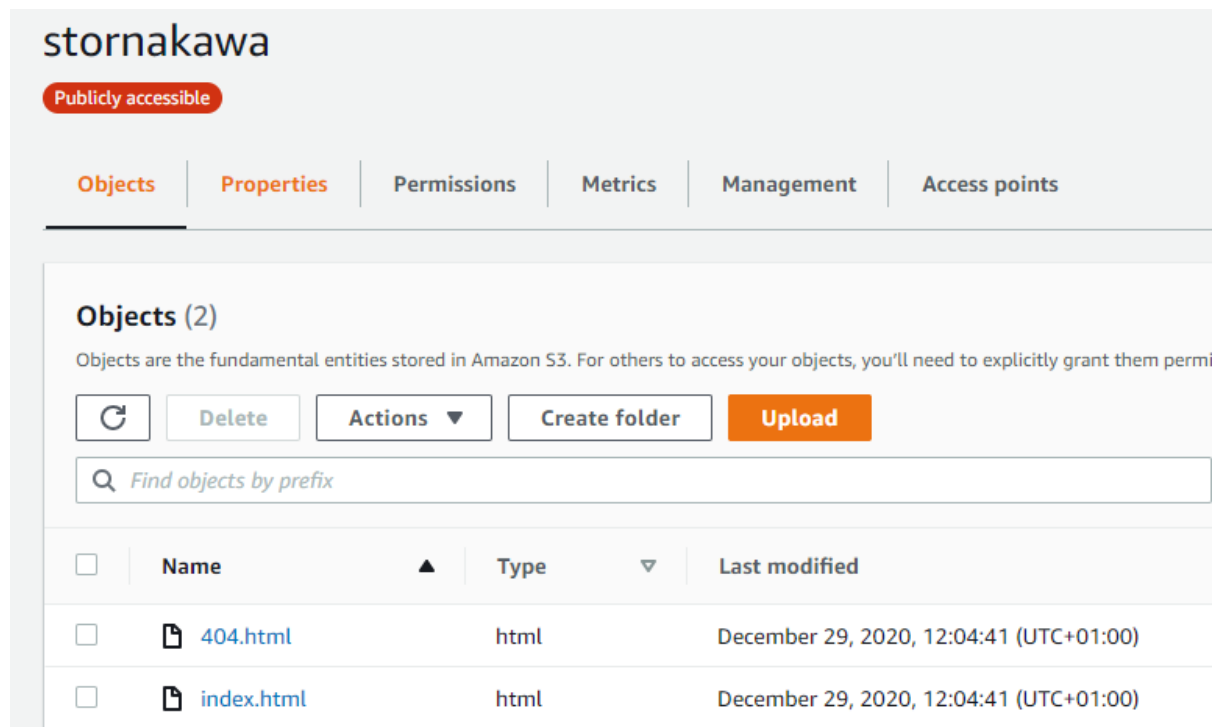 stornakawa
Publicly accessible
Objects Properties Permissions Metrics Management Access points
Objects (2)
Objects are the fundamental entities stored in Amazon S3. For others to access your objects, you'll need to explicitly grant them permi
Delete Actions Create folder Upload
Find objects by prefix
Name Type Last modified
404.html html December 29, 2020, 12:04:41 (UTC+01:00)
index.html html December 29, 2020, 12:04:41 (UTC+01:00)